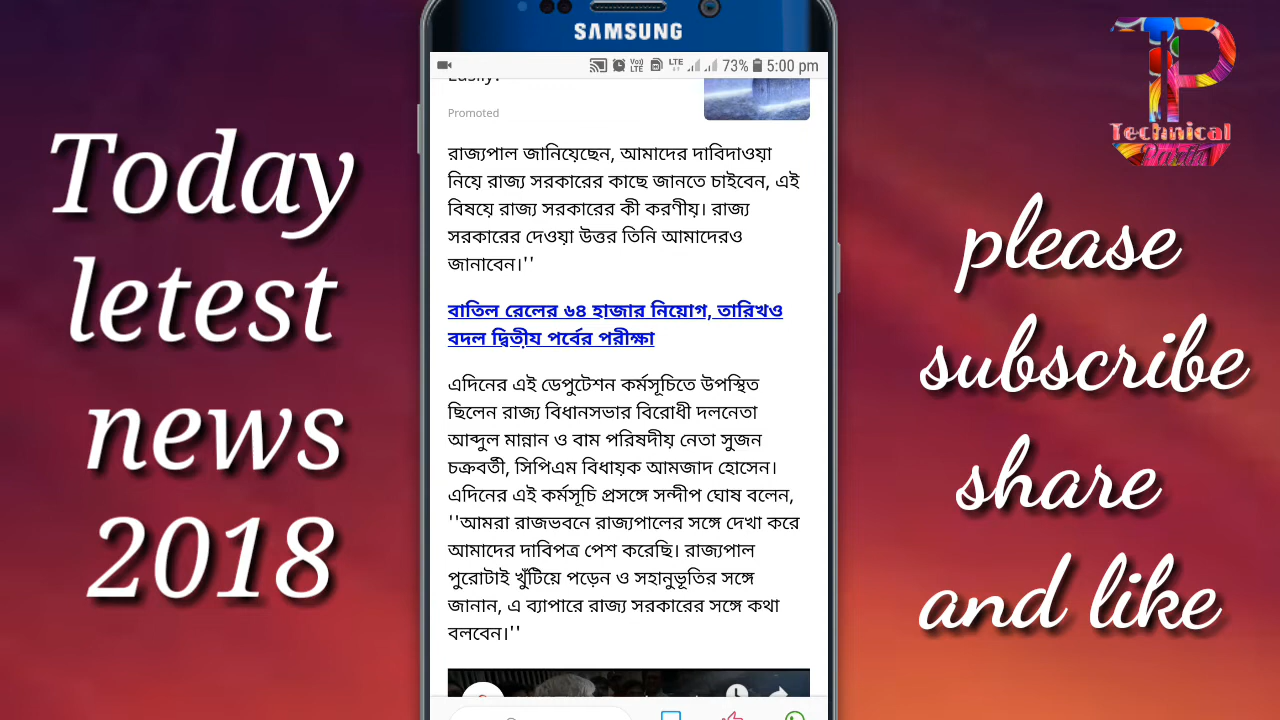 Today
letest
news
2018
SAMSUNG
73% 5:00 pm
Promoted
রাজ্যপাল জানিয়েছেন, আমাদের দাবিদাওয়া
নিয়ে রাজ্য সরকারের কাছে জানতে চাইবেন, এই
বিষয়ে রাজ্য সরকারের কী করণীয়। রাজ্য
সরকারের দেওয়া উত্তর তিনি আমাদেরও
জানাবেন।''
বাতিল রেলের ৬৪ হাজার নিয়োগ, তারিখও
বদল দ্বিতীয় পর্বের পরীক্ষা
এদিনের এই ডেপুটেশন কর্মসূচিতে উপস্থিত
ছিলেন রাজ্য বিধানসভার বিরোধী দলনেতা
আব্দুল মান্নান ও বাম পরিষদীয় নেতা সুজন
চক্রবর্তী, সিপিএম বিধায়ক আমজাদ হোসেন।
এদিনের এই কর্মসূচি প্রসঙ্গে সন্দীপ ঘোষ বলেন,
''আমরা রাজভবনে রাজ্যপালের সঙ্গে দেখা করে
আমাদের দাবিপত্র পেশ করেছি। রাজ্যপাল
পুরোটাই খুঁটিয়ে পড়েন ও সহানুভূতির সঙ্গে
জানান, এ ব্যাপারে রাজ্য সরকারের সঙ্গে কথা
বলবেন।''
TP
Technical
please
subscribe
share
and like